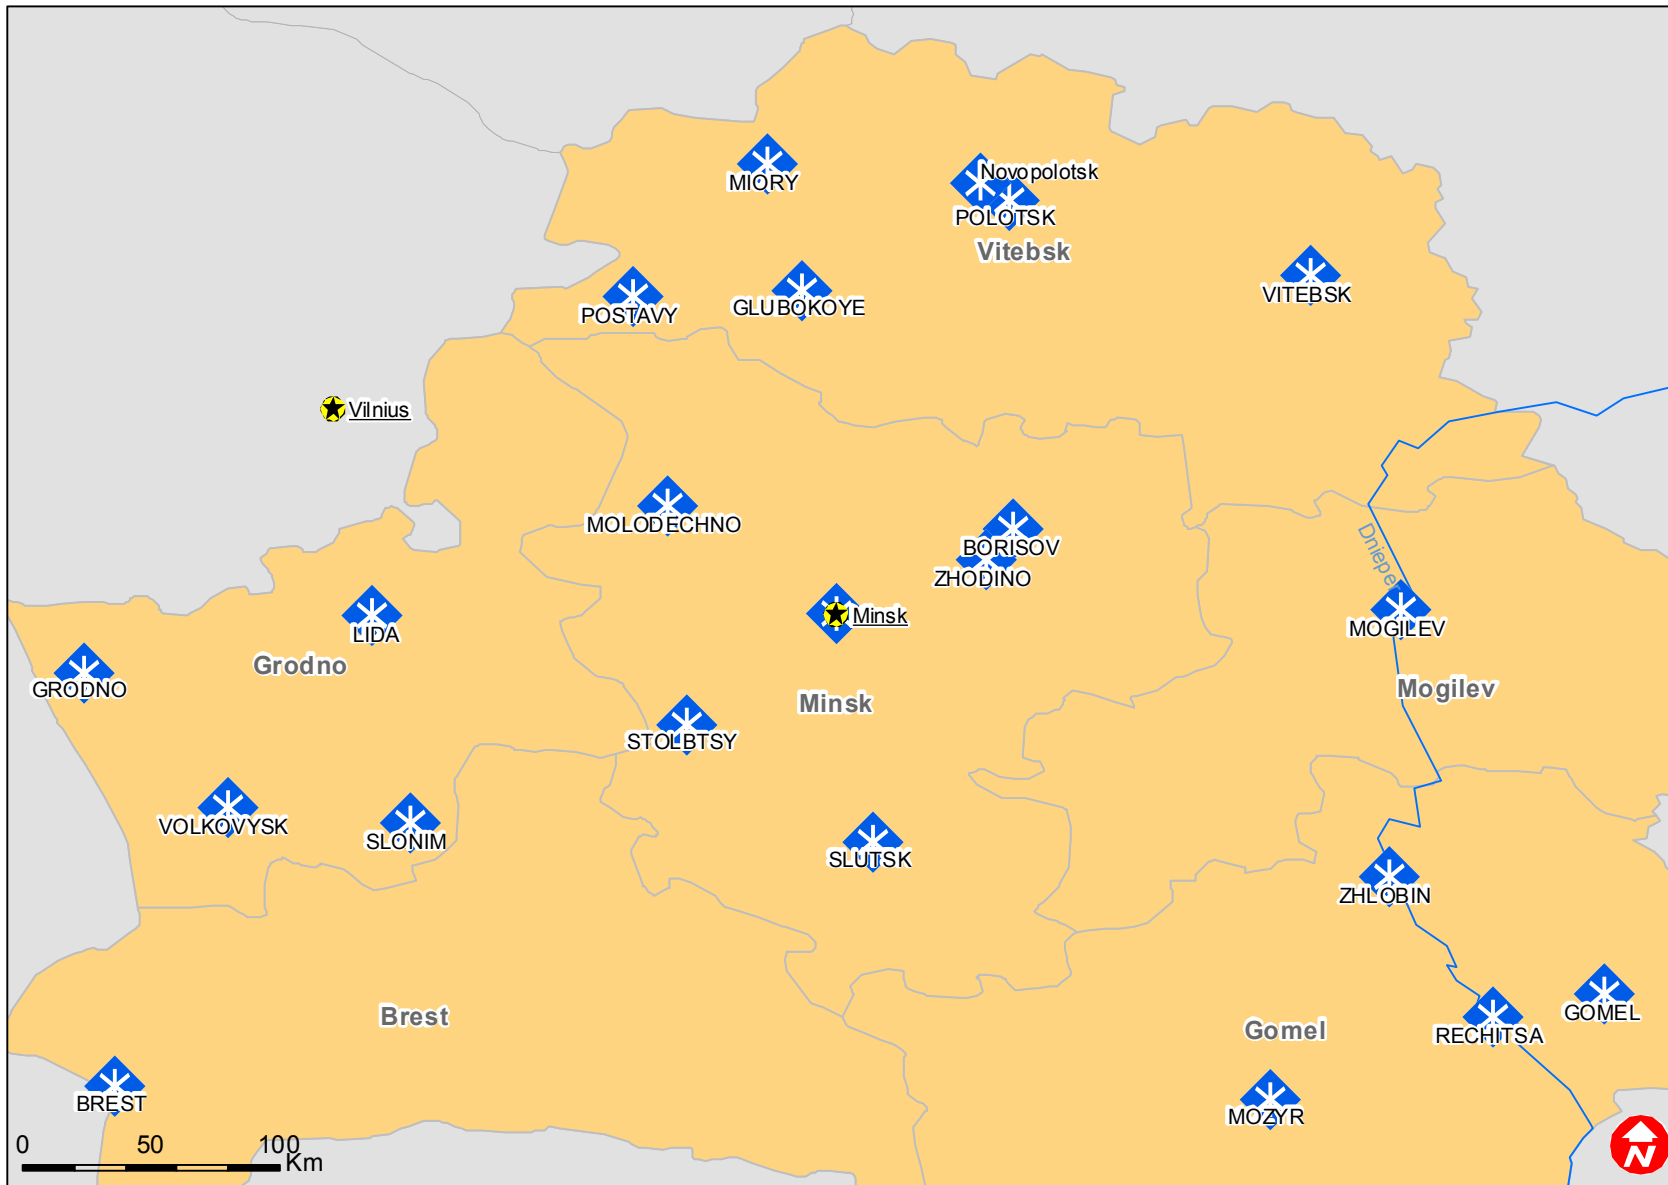 MIORY
Novopolotsk
POLOTSK
Vitebsk
VITEBSK
POSTAVY
GLUBOKOYE
Vilnius
MOLODECHNO
BORISOV
ZHODINO
Dnieper
Minsk
MOGILEV
LIDA
Grodno
GRODNO
Minsk
Mogilev
STOLBTSY
VOLKOVYSK
SLONIM
SLUTSK
ZHLOBIN
Brest
Gomel
GOMEL
RECHITSA
BREST
MOZYR
0 50 100
Km
N